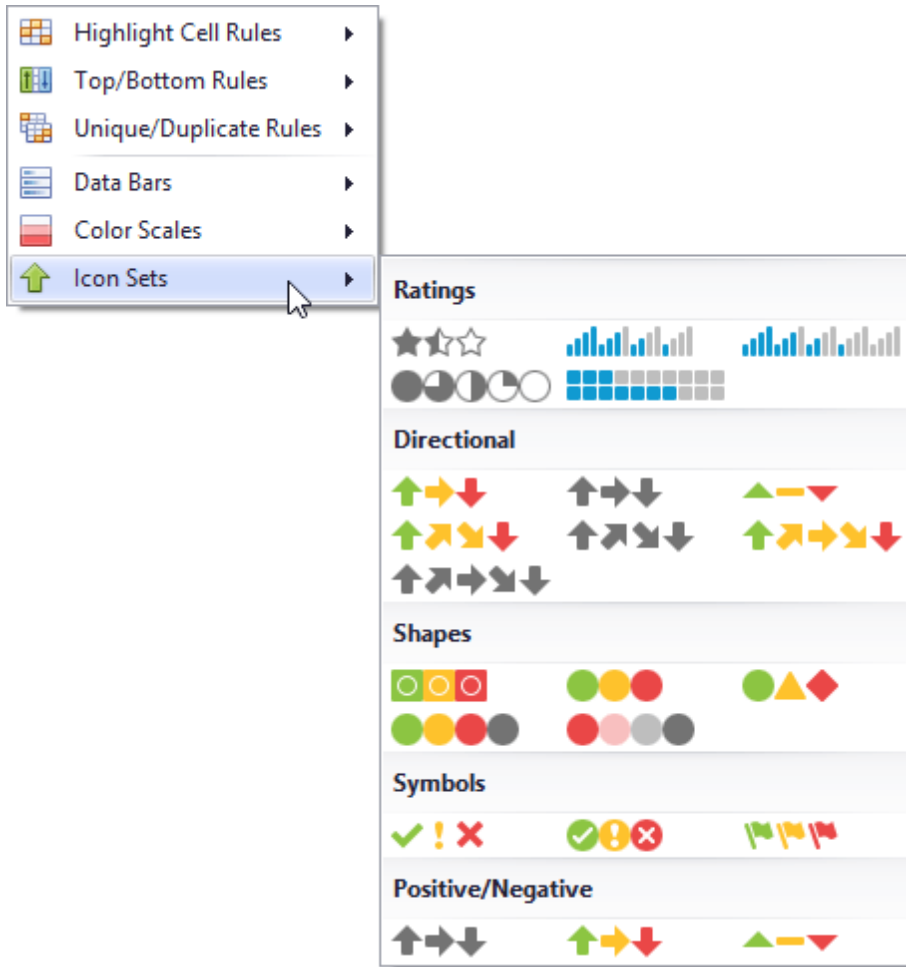 Highlight Cell Rules
Top/Bottom Rules
Unique/Duplicate Rules
Data Bars
Color Scales
Icon Sets
Ratings
Directional
Shapes
Symbols
Positive/Negative